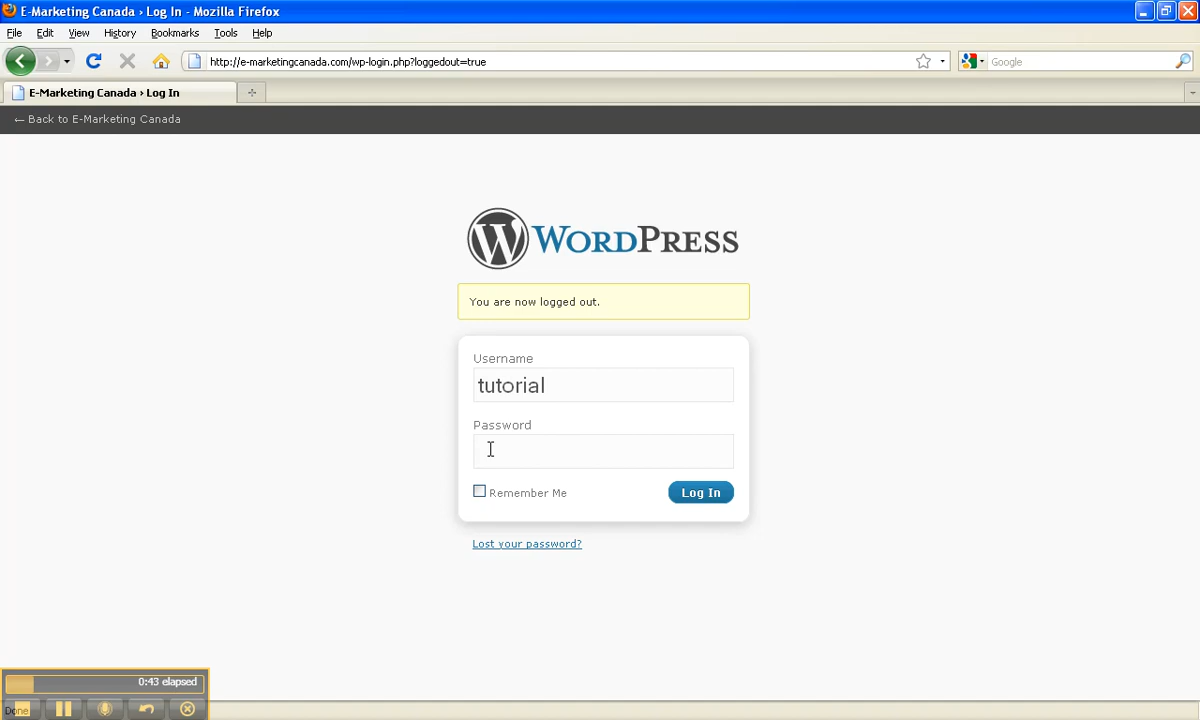 E-Marketing Canada › Log In - Mozilla Firefox
File Edit View History Bookmarks Tools Help
http://e-marketingcanada.com/wp-login.php?loggedout=true
Google
E-Marketing Canada › Log In
← Back to E-Marketing Canada
WORDPRESS
You are now logged out.
Username
tutorial
Password
Remember Me
Log In
Lost your password?
0:43 elapsed
Done